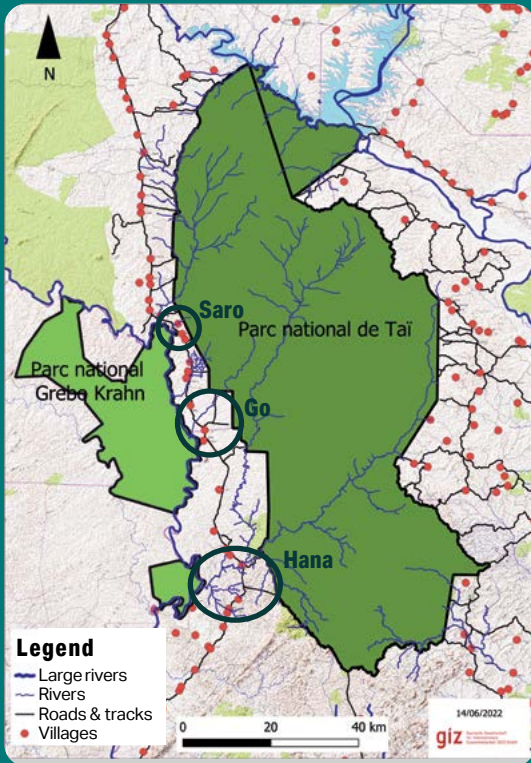 N
Saro
Parc national de Taï
Parc national
Grebo Krahn
Go
Hana
Legend
Large rivers
Rivers
Roads & tracks
Villages
0 20 40 km
14/06/2022
giz